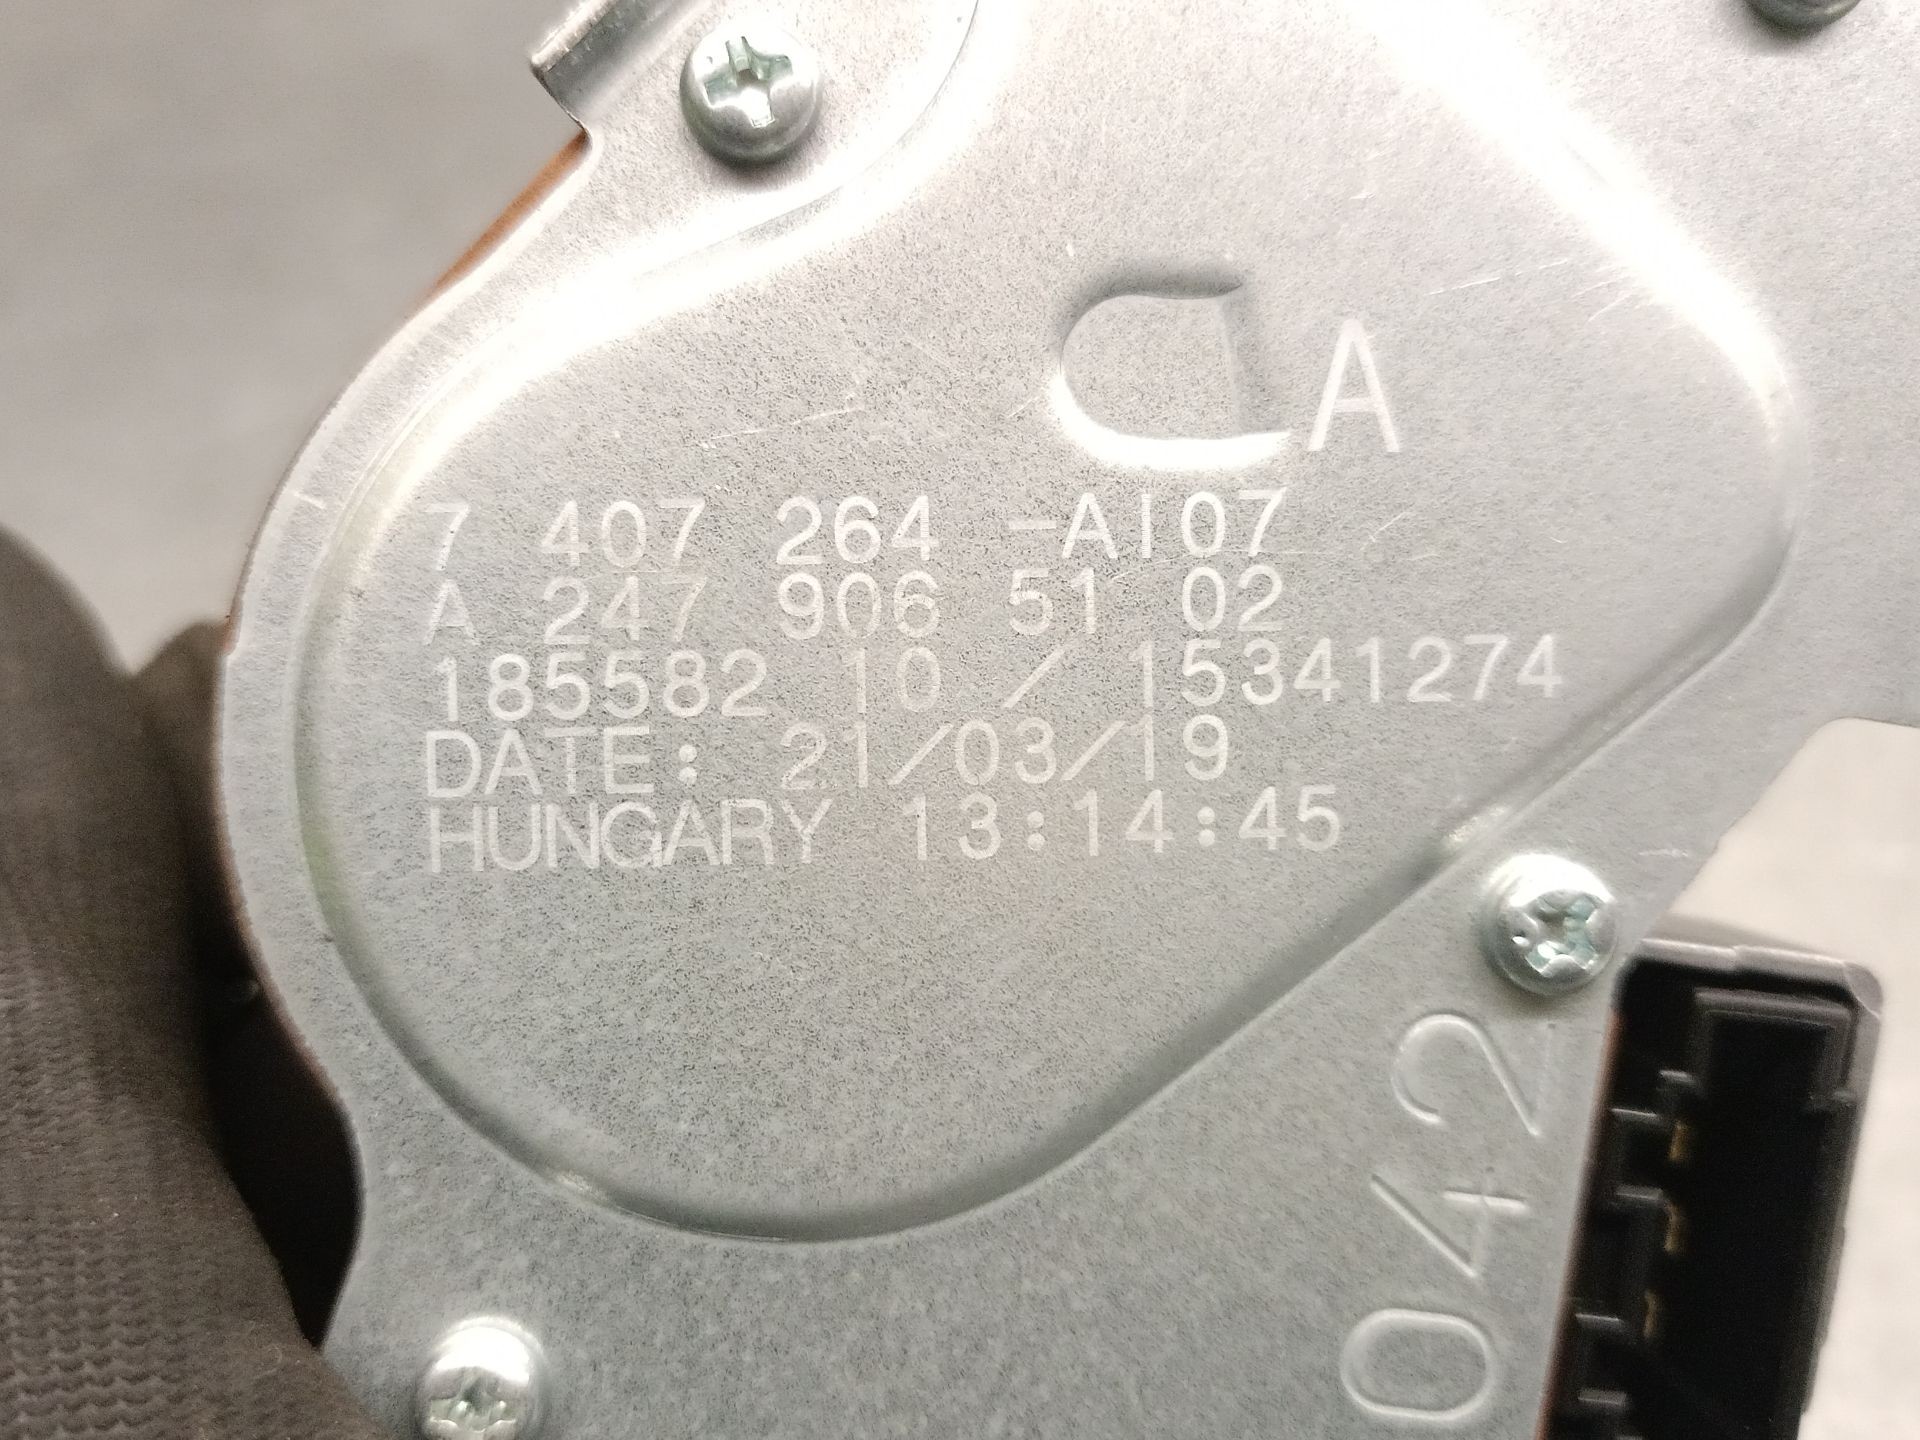 A
7 407 264 -AI07
A 247 906 51 02
185582 10 / 15341274
DATE: 21/03/19
HUNGARY 13:14:45
042